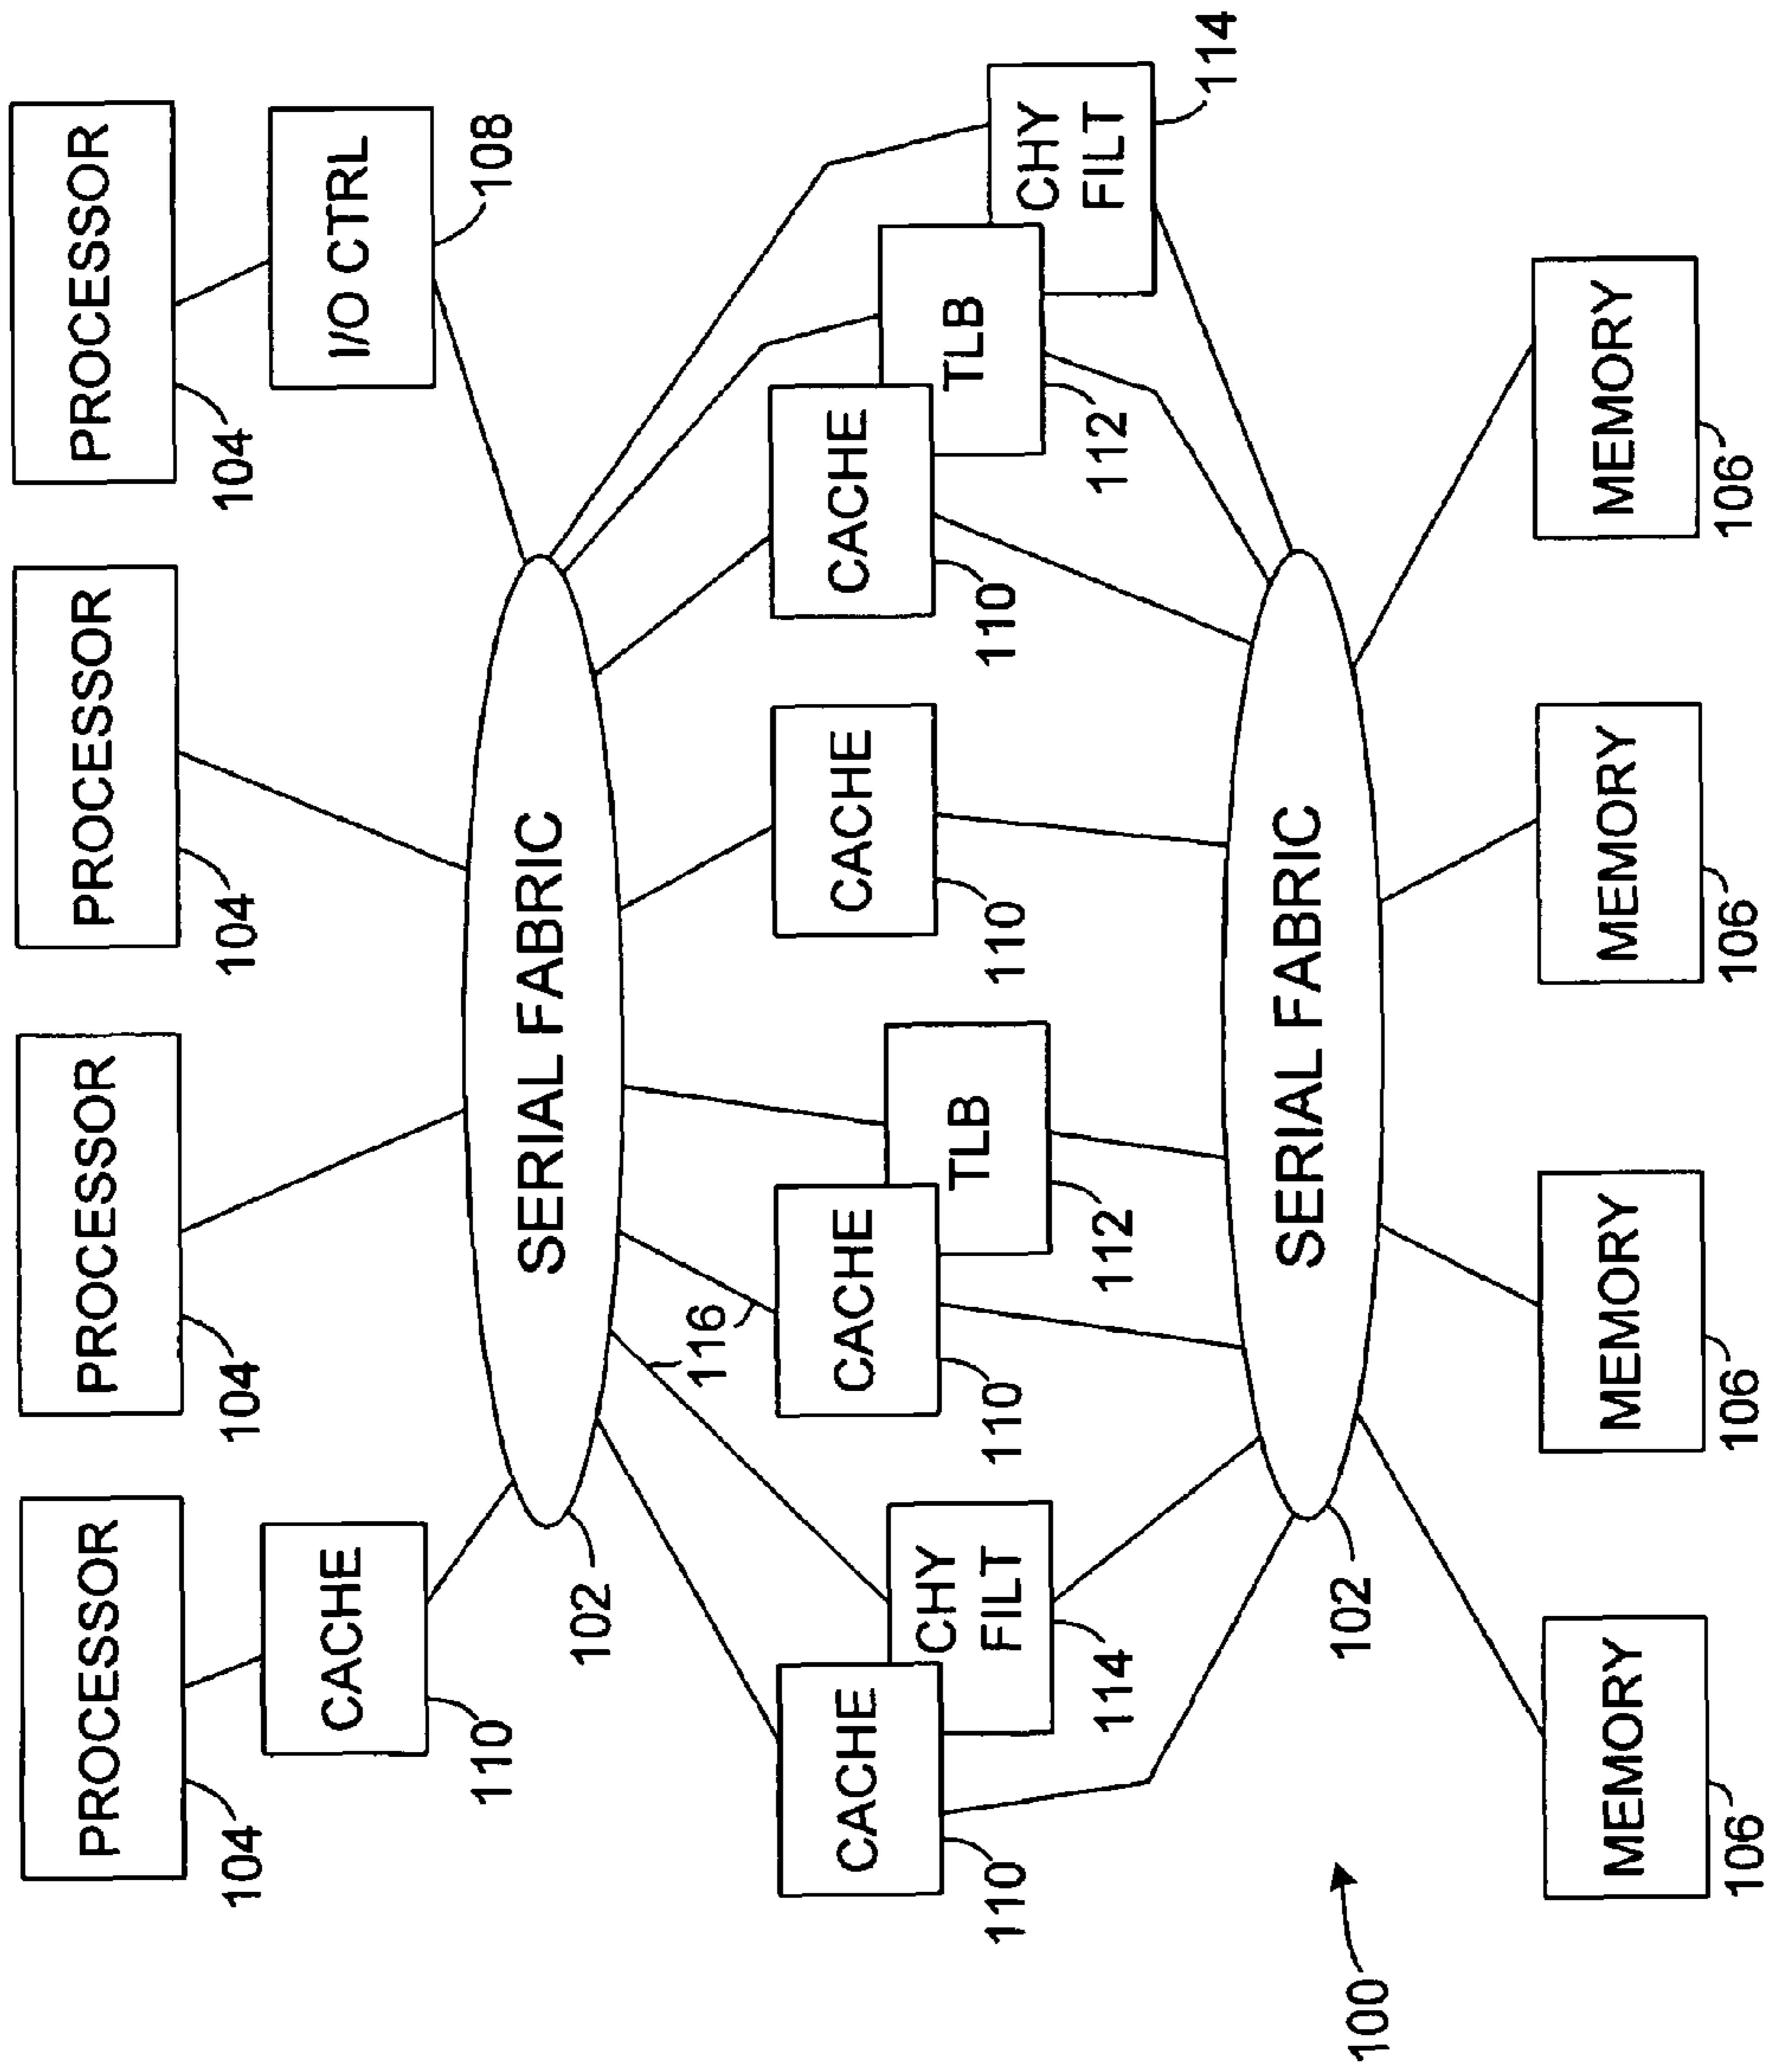 PROCESSOR
PROCESSOR
PROCESSOR
PROCESSOR
104
104
104
104
CACHE
I/O CTRL
110
108
SERIAL FABRIC
102
116
CACHE
CACHE
CACHE
CACHE
CHY
FILT
TLB
TLB
CHY
FILT
110
110
110
110
114
112
112
114
SERIAL FABRIC
102
100
MEMORY
MEMORY
MEMORY
MEMORY
106
106
106
106